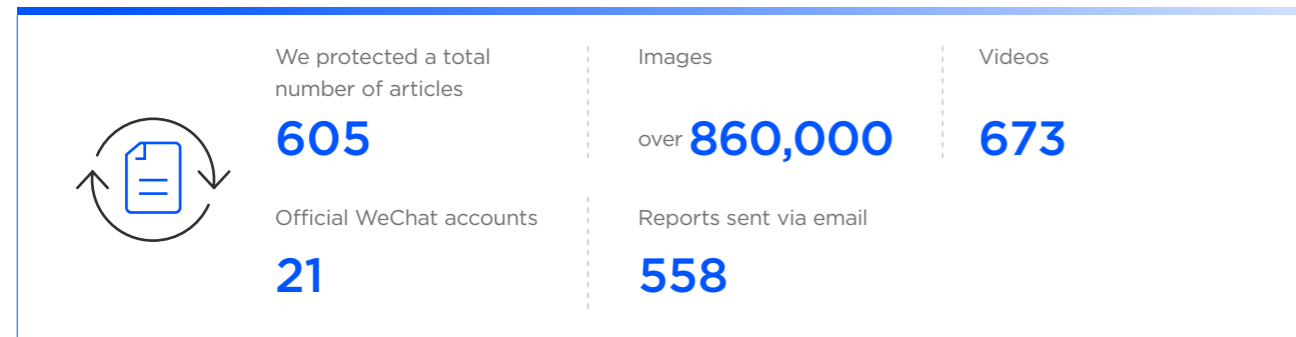 We protected a total
number of articles
605
Images
over 860,000
Videos
673
Official WeChat accounts
21
Reports sent via email
558